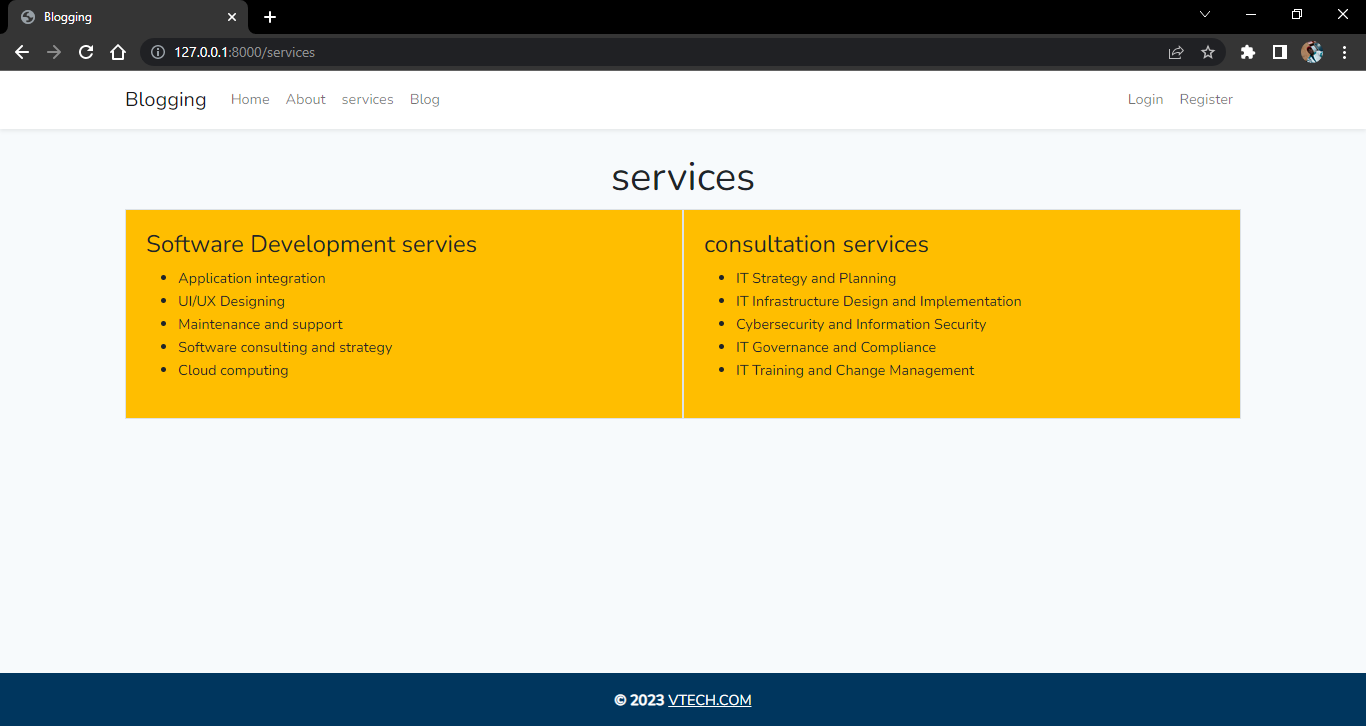 Blogging
127.0.0.1:8000/services
Blogging Home About services Blog Login Register
services
Software Development servies
• Application integration
• UI/UX Designing
• Maintenance and support
• Software consulting and strategy
• Cloud computing
consultation services
• IT Strategy and Planning
• IT Infrastructure Design and Implementation
• Cybersecurity and Information Security
• IT Governance and Compliance
• IT Training and Change Management
© 2023 VTECH.COM